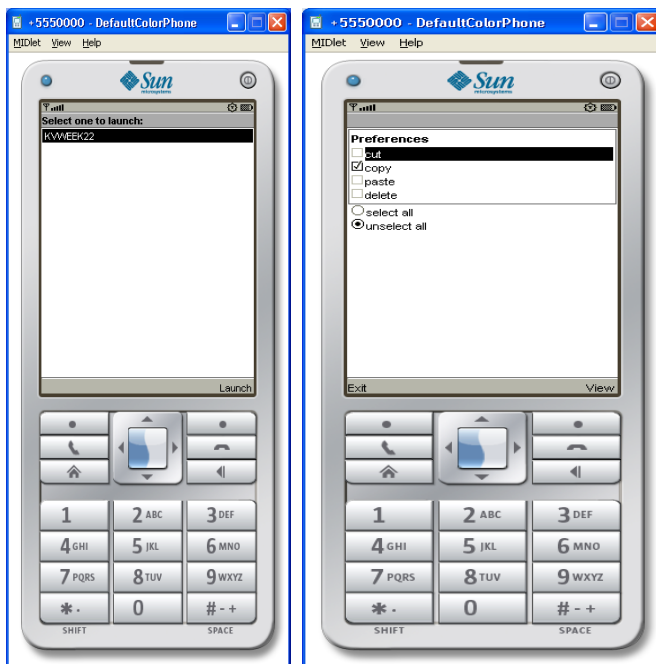 +5550000 - DefaultColorPhone
MIDlet View Help
Sun
microsystems
Select one to launch:
KVWEEK22
Launch
1 2 ABC 3 DEF
4 GHI 5 JKL 6 MNO
7 PQRS 8 TUV 9 WXYZ
* . 0 # - +
SHIFT SPACE
+5550000 - DefaultColorPhone
MIDlet View Help
Sun
microsystems
Preferences
cut
copy
paste
delete
select all
unselect all
Exit View
1 2 ABC 3 DEF
4 GHI 5 JKL 6 MNO
7 PQRS 8 TUV 9 WXYZ
* . 0 # - +
SHIFT SPACE